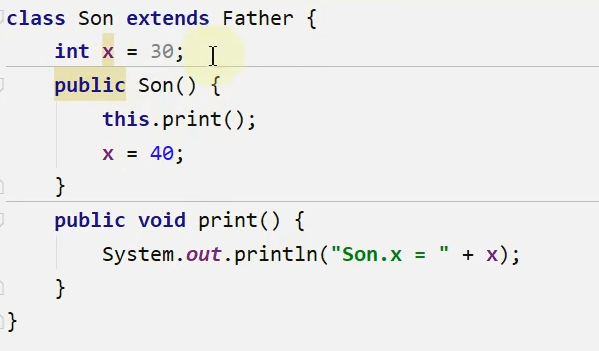 class Son extends Father {
int x = 30;
public Son() {
this.print();
x = 40;
}
public void print() {
System.out.println("Son.x = " + x);
}
}